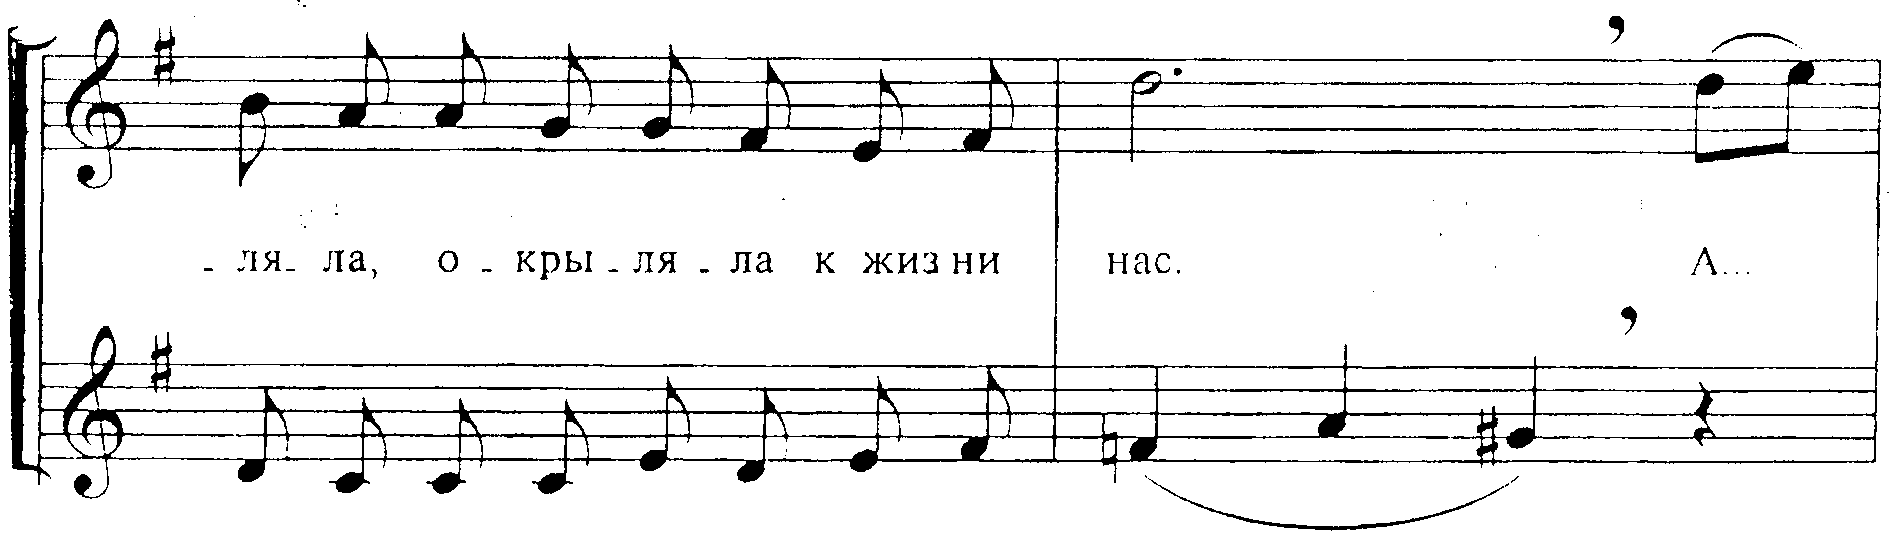 - ля- ла, о - кры - ля - ла к жиз ни нас. А...